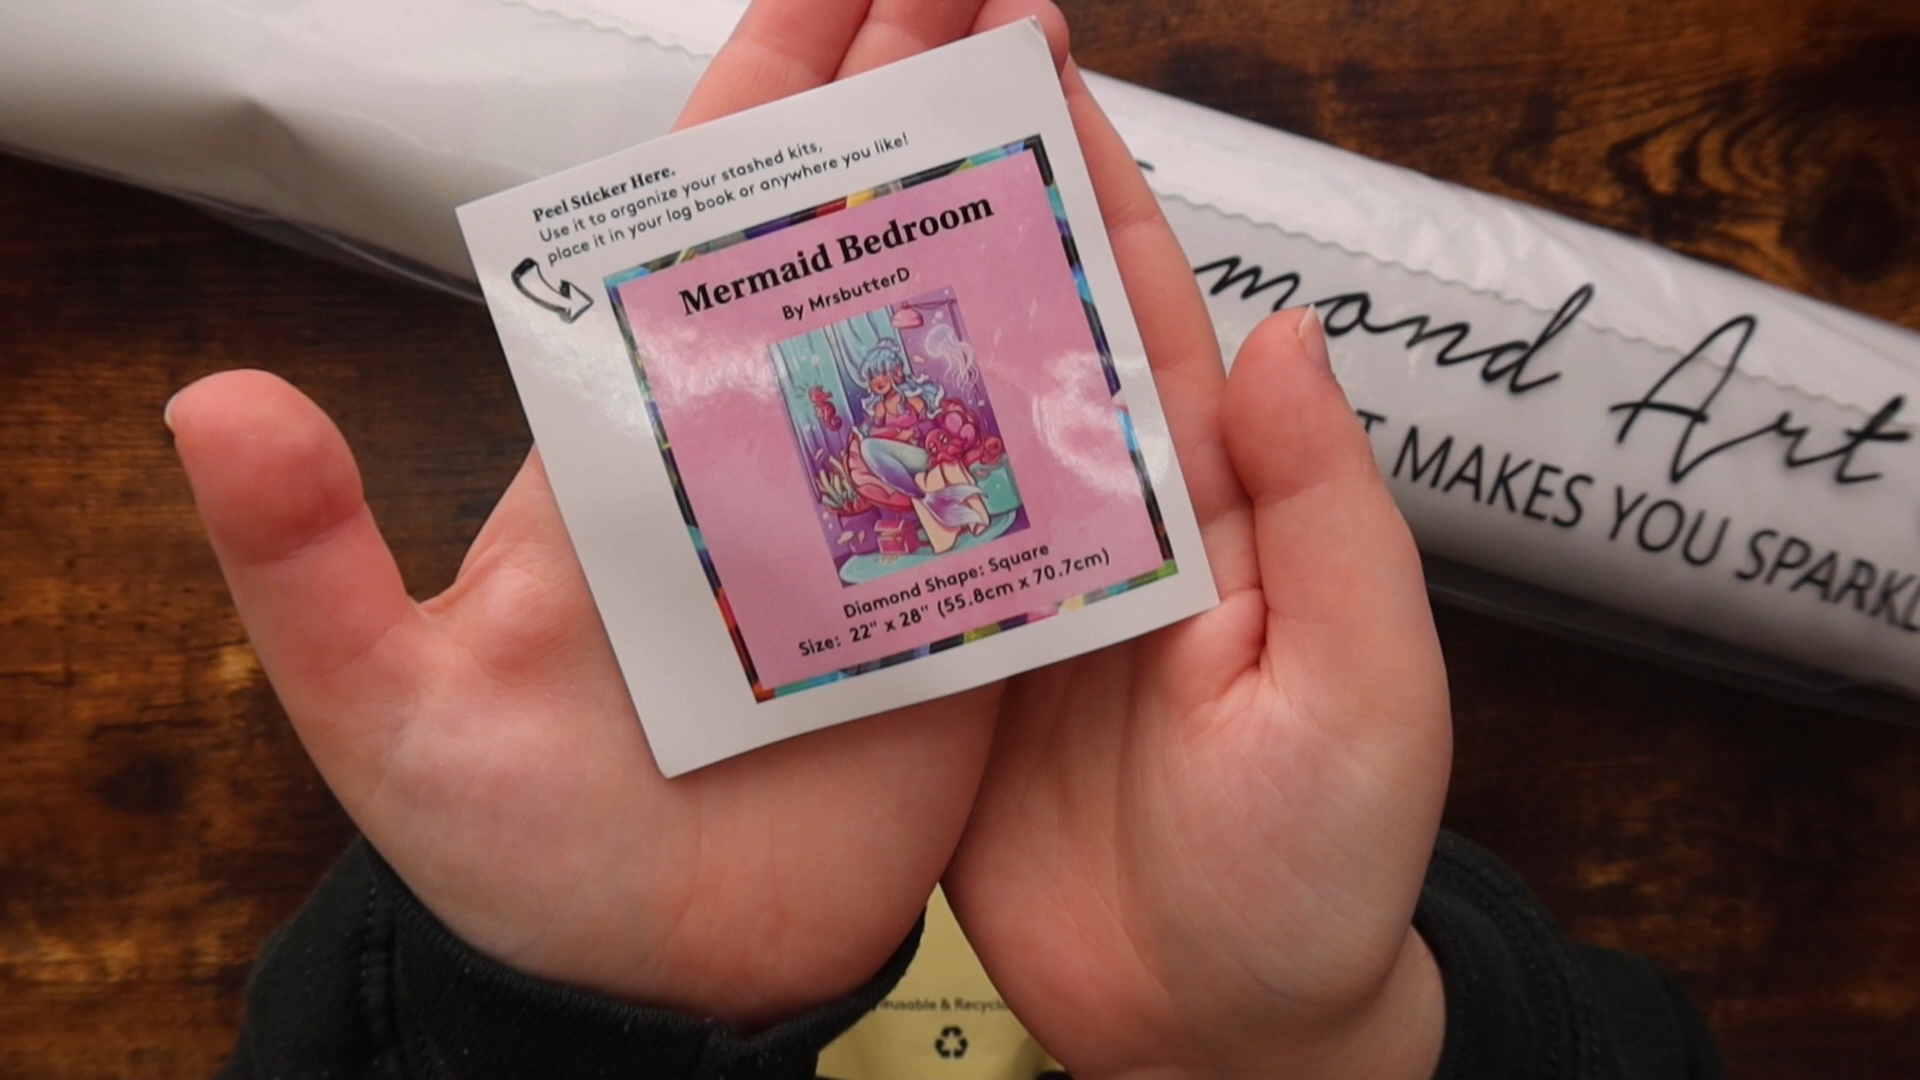 Peel Sticker Here.
Use it to organize your stashed kits,
place it in your log book or anywhere you like!
Mermaid Bedroom
By MrsbutterD
Diamond Shape: Square
Size: 22" x 28" (55.8cm x 70.7cm)
mond Art
MAKES YOU SPARKL
eusable & Recycl